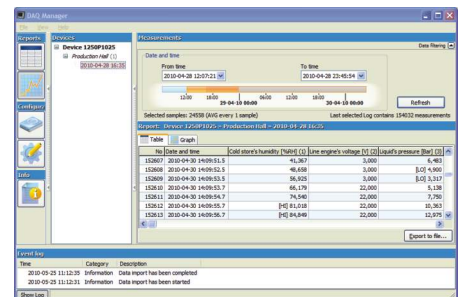 DAQ Manager
File View Help
Reports
Devices
Measurements
Device 1250P1025
Production Hall (1)
2010-04-28 16:35
Data filtering
Date and time
From time
To time
2010-04-28 12:07:21
2010-04-28 23:45:54
12:00 18:00 06:00 12:00 18:00
29-04-10 00:00 30-04-10 00:00
Refresh
Selected samples: 24558 (AVG every 1 sample)
Last selected Log contains 154032 measurements
Configure
Report: Device 1250P1025 - Production Hall - 2010-04-28 16:35
Table Graph
No Date and time Cold store's humidity [%RH] (1) Line engine's voltage [V] (2) Liquid's pressure [Bar] (3)
152607 2010-04-30 14:09:51.5 41,367 3,000 6,483
152608 2010-04-30 14:09:52.5 48,658 3,000 [LO] 4,900
152609 2010-04-30 14:09:53.5 56,925 3,000 [LO] 3,317
152610 2010-04-30 14:09:53.7 66,179 22,000 5,138
152611 2010-04-30 14:09:54.7 74,540 22,000 7,750
152612 2010-04-30 14:09:55.7 [HI] 81,018 22,000 10,363
152613 2010-04-30 14:09:56.7 [HI] 84,849 22,000 12,975
Info
Export to file...
Event log
Time Category Description
2010-05-25 11:12:35 Information Data import has been completed
2010-05-25 11:12:31 Information Data import has been started
Show Log